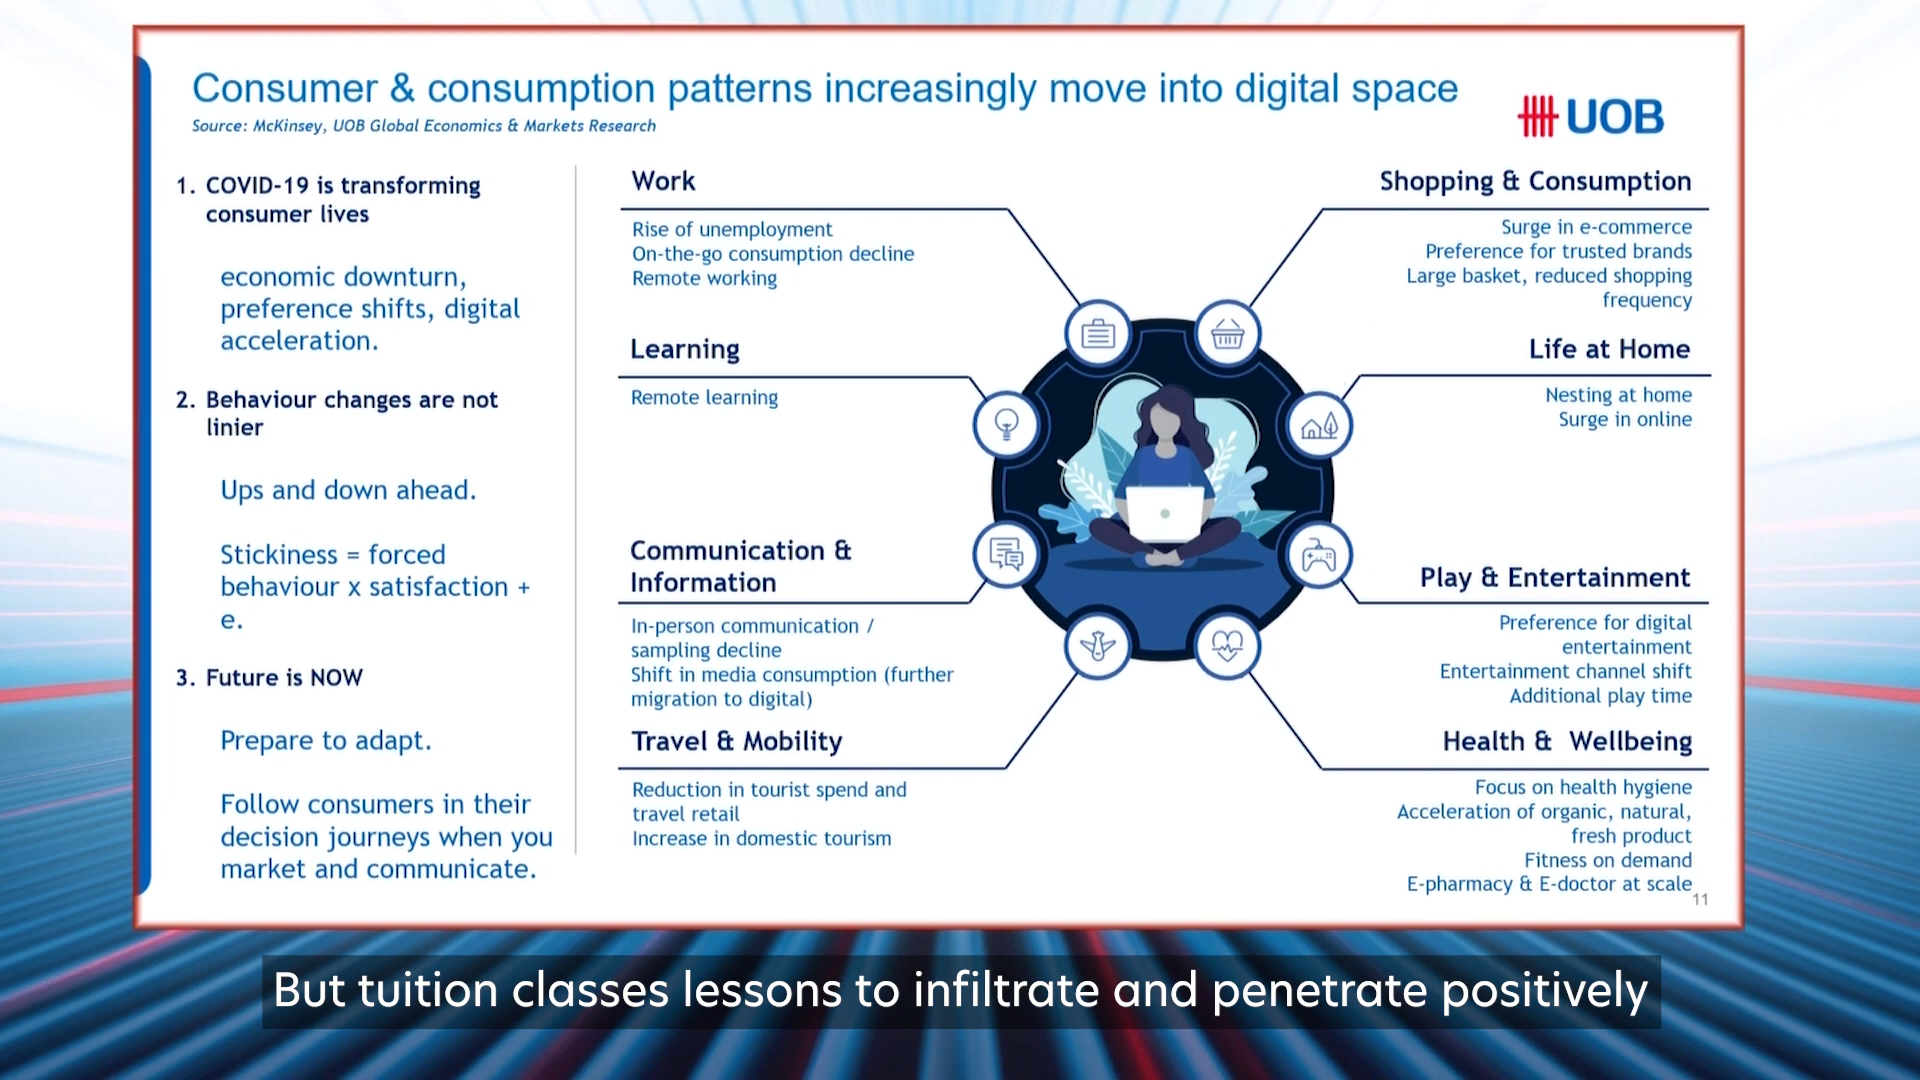 Consumer & consumption patterns increasingly move into digital space
Source: McKinsey, UOB Global Economics & Markets Research
UOB
1. COVID-19 is transforming
consumer lives
economic downturn,
preference shifts, digital
acceleration.
2. Behaviour changes are not
linier
Ups and down ahead.
Stickiness = forced
behaviour x satisfaction +
e.
3. Future is NOW
Prepare to adapt.
Follow consumers in their
decision journeys when you
market and communicate.
Work
Rise of unemployment
On-the-go consumption decline
Remote working
Learning
Remote learning
Communication &
Information
In-person communication /
sampling decline
Shift in media consumption (further
migration to digital)
Travel & Mobility
Reduction in tourist spend and
travel retail
Increase in domestic tourism
Shopping & Consumption
Surge in e-commerce
Preference for trusted brands
Large basket, reduced shopping
frequency
Life at Home
Nesting at home
Surge in online
Play & Entertainment
Preference for digital
entertainment
Entertainment channel shift
Additional play time
Health & Wellbeing
Focus on health hygiene
Acceleration of organic, natural,
fresh product
Fitness on demand
E-pharmacy & E-doctor at scale
11
But tuition classes lessons to infiltrate and penetrate positively